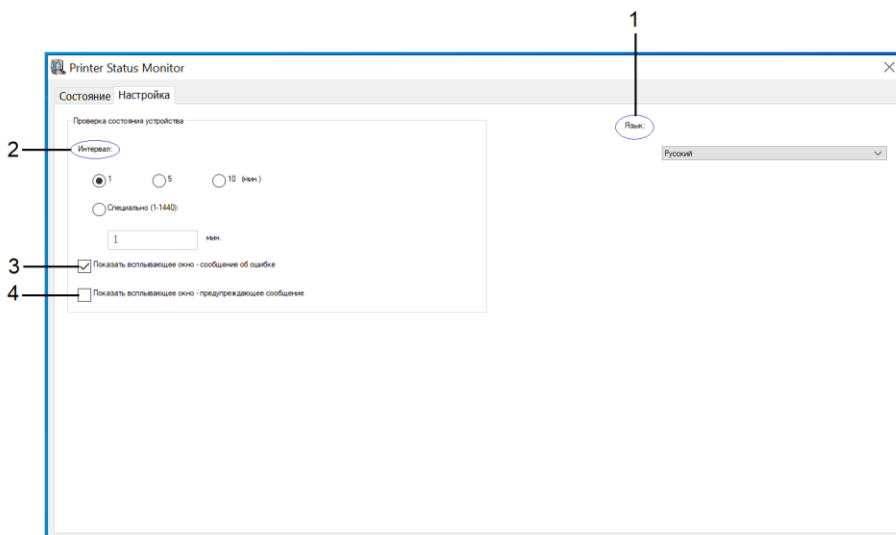 1
Printer Status Monitor
Состояние Настройка
Проверка состояния устройства
Язык:
2
Интервал:
Русский
1 5 10 (мин.)
Специально (1-1440):
1 мин.
3 Показать всплывающее окно - сообщение об ошибке
4 Показать всплывающее окно - предупреждающее сообщение